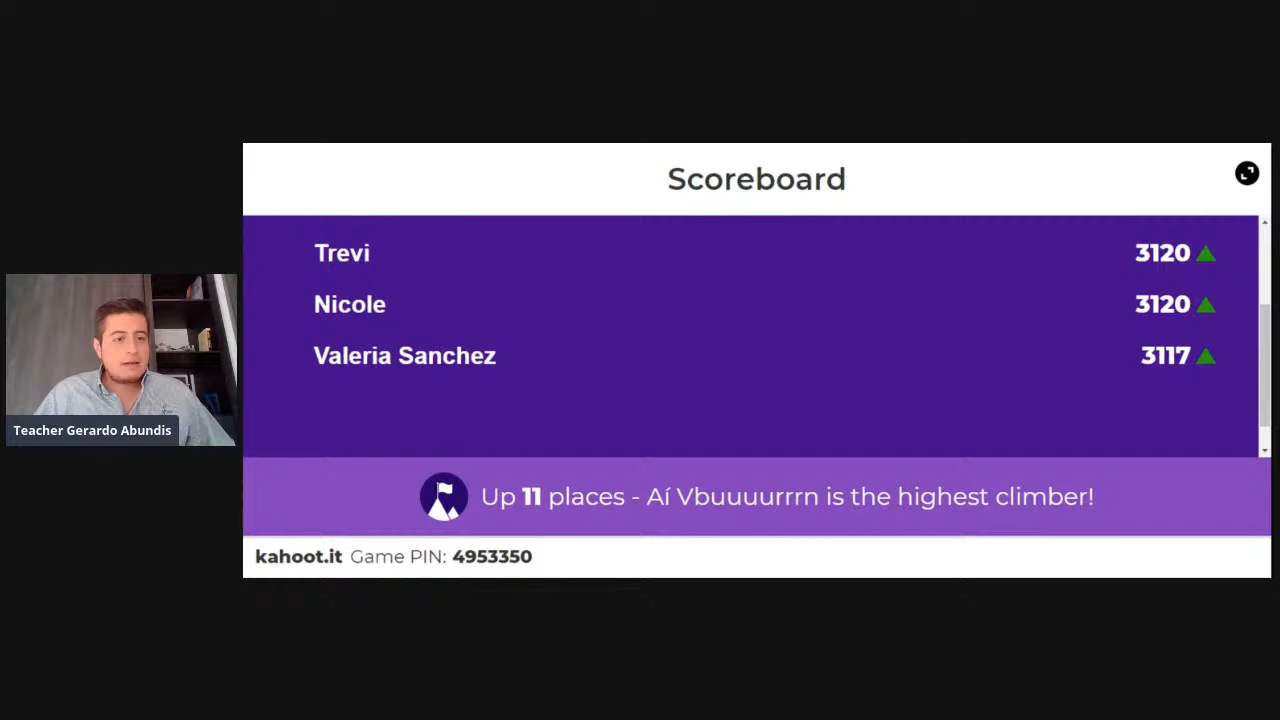 Scoreboard
Trevi 3120
Nicole 3120
Valeria Sanchez 3117
Teacher Gerardo Abundis
Up 11 places - Aí Vbuuuurrrn is the highest climber!
kahoot.it Game PIN: 4953350